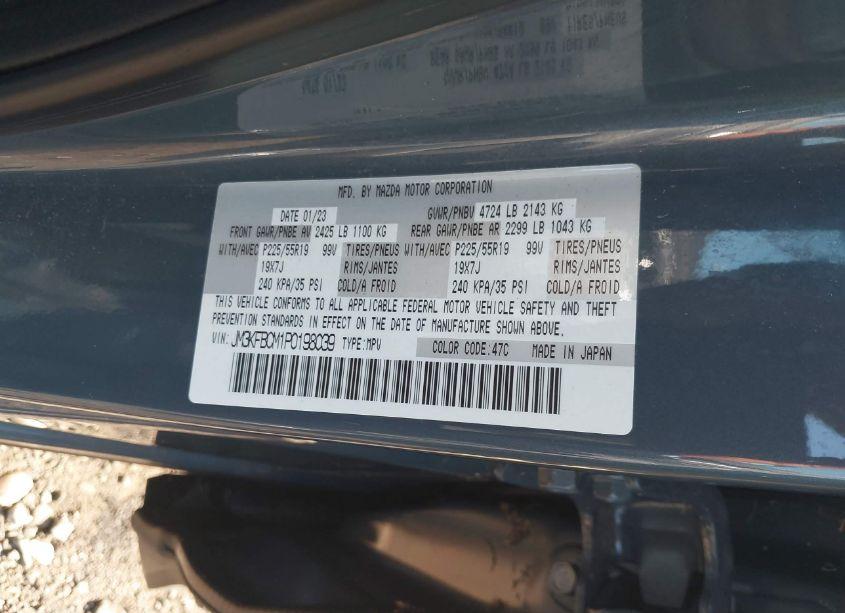 MFD. BY MAZDA MOTOR CORPORATION
DATE 01/23 GVWR/PNBV 4724 LB 2143 KG
FRONT GAWR/PNBE AV 2425 LB 1100 KG REAR GAWR/PNBE AR 2299 LB 1043 KG
WITH/AVEC P225/55R19 99V TIRES/PNEUS WITH/AVEC P225/55R19 99V TIRES/PNEUS
19X7J RIMS/JANTES 19X7J RIMS/JANTES
240 KPA/35 PSI COLD/A FROID 240 KPA/35 PSI COLD/A FROID
THIS VEHICLE CONFORMS TO ALL APPLICABLE FEDERAL MOTOR VEHICLE SAFETY AND THEFT
PREVENTION STANDARDS IN EFFECT ON THE DATE OF MANUFACTURE SHOWN ABOVE.
VIN: JM3KFBCM1P0198039 TYPE:MPV COLOR CODE:47C MADE IN JAPAN